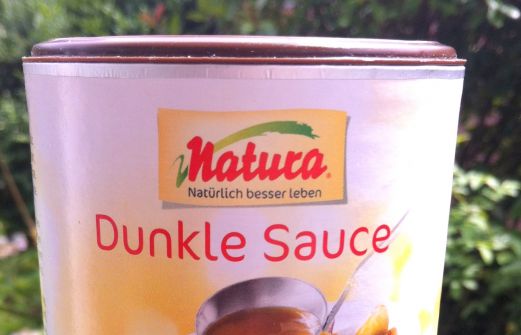 Natura®
Natürlich besser leben
Dunkle Sauce